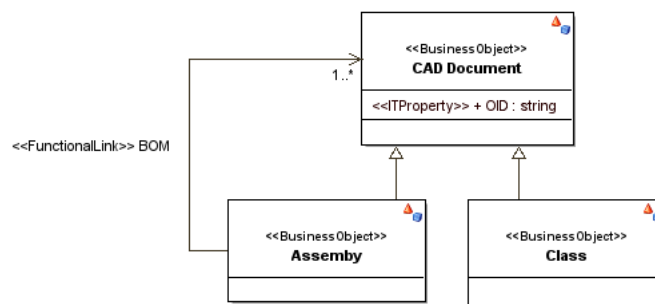 <<BusinessObject>>
CAD Document
1..*
<<ITProperty>> + OID : string
<<FunctionalLink>> BOM
<<BusinessObject>>
Assemby
<<BusinessObject>>
Class